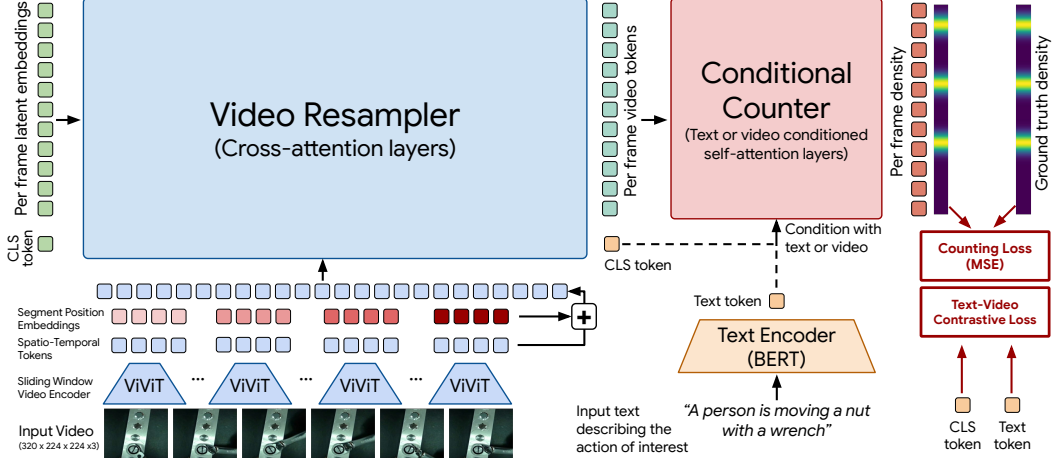 Per frame latent embeddings
CLS
token
Video Resampler
(Cross-attention layers)
Per frame video tokens
CLS token
Conditional
Counter
(Text or video conditioned
self-attention layers)
Condition with
text or video
Per frame density
Ground truth density
Counting Loss
(MSE)
Text-Video
Contrastive Loss
CLS
token
Text
token
Segment Position
Embeddings
+
Spatio-Temporal
Tokens
Sliding Window
Video Encoder
ViViT
...
ViViT
...
ViViT
...
ViViT
Input Video
(320 x 224 x 224 x3)
Text token
Text Encoder
(BERT)
Input text
describing the
action of interest
“A person is moving a nut
with a wrench”